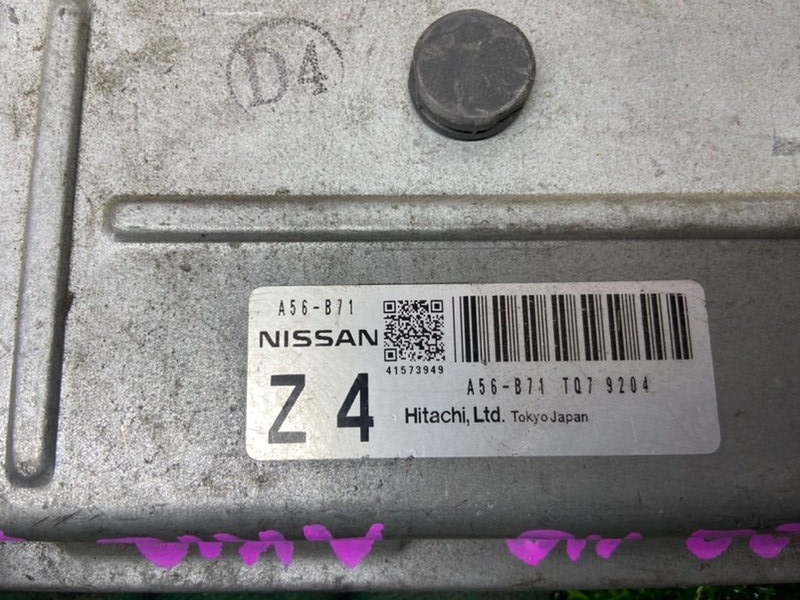 D4
A56-B71
NISSAN
41573949
Z 4
A56-B71 TQ7 9204
Hitachi, Ltd. Tokyo Japan